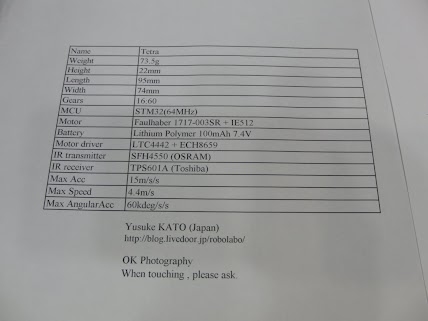 Name Tetra
Weight 73.5g
Height 22mm
Length 95mm
Width 74mm
Gears 16:60
MCU STM32(64MHz)
Motor Faulhaber 1717-003SR + IE512
Battery Lithium Polymer 100mAh 7.4V
Motor driver LTC4442 + ECH8659
IR transmitter SFH4550 (OSRAM)
IR receiver TPS601A (Toshiba)
Max Acc 15m/s/s
Max Speed 4.4m/s
Max AngularAcc 60kdeg/s/s
Yusuke KATO (Japan)
http://blog.livedoor.jp/robolabo/
OK Photography
When touching , please ask.